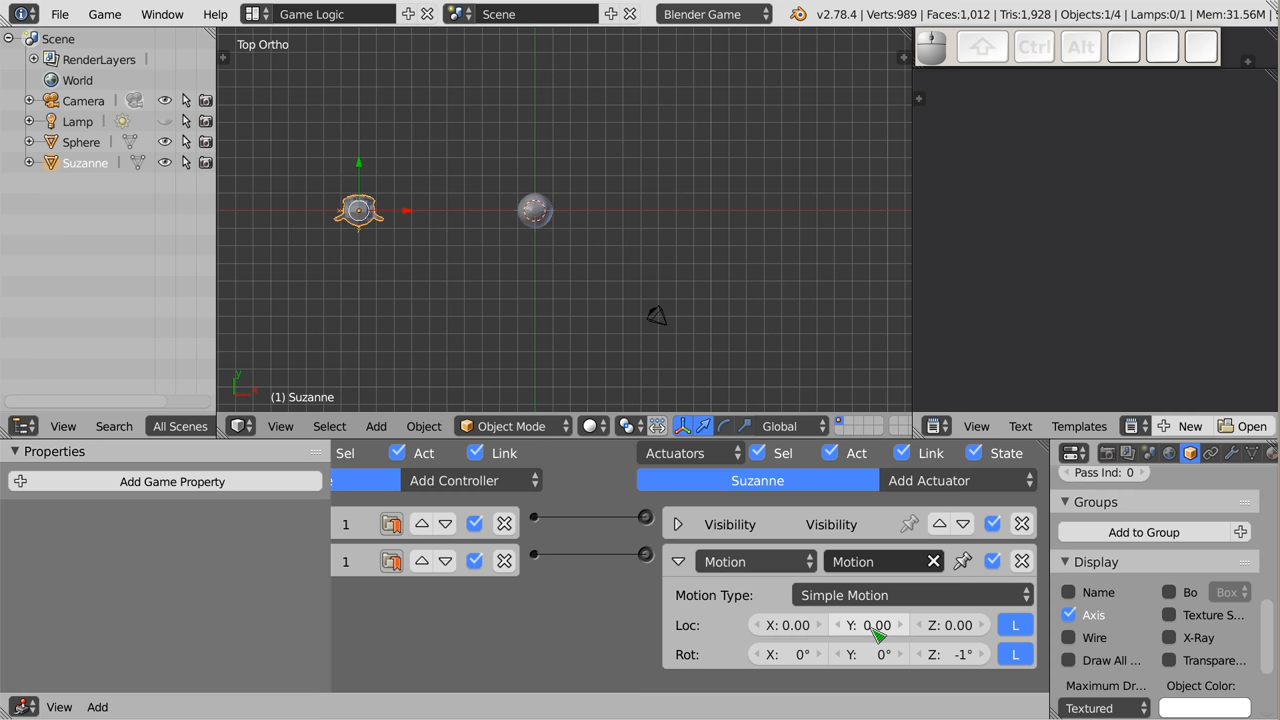 File Game Window Help Game Logic Scene Blender Game v2.78.4 | Verts:989 | Faces:1,012 | Tris:1,928 | Objects:1/4 | Lamps:0/1 | Mem:31.56M |
Scene
RenderLayers
World
Camera
Lamp
Sphere
Suzanne
Top Ortho
y
x
(1) Suzanne
Ctrl Alt
View Search All Scenes
View Select Add Object Object Mode Global
View Text Templates New Open
Properties
Add Game Property
Sel Act Link
Add Controller
1
1
Actuators Sel Act Link State
Suzanne Add Actuator
Visibility Visibility
Motion Motion
Motion Type: Simple Motion
Loc: X: 0.00 Y: 0.00 Z: 0.00 L
Rot: X: 0° Y: 0° Z: -1° L
Pass Ind: 0
Groups
Add to Group
Display
Name Bo Box
Axis Texture S...
Wire X-Ray
Draw All ... Transpare...
Maximum Dr... Object Color:
Textured
View Add